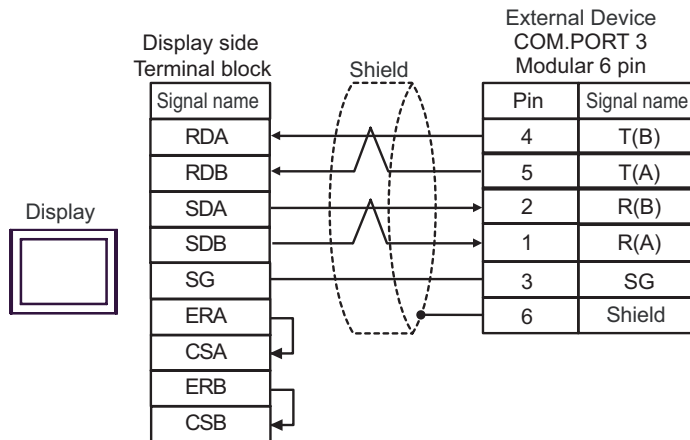 Display side
Terminal block
Shield
External Device
COM.PORT 3
Modular 6 pin
Signal name
Pin Signal name
RDA 4 T(B)
RDB 5 T(A)
SDA 2 R(B)
SDB 1 R(A)
SG 3 SG
ERA 6 Shield
CSA
ERB
CSB
Display